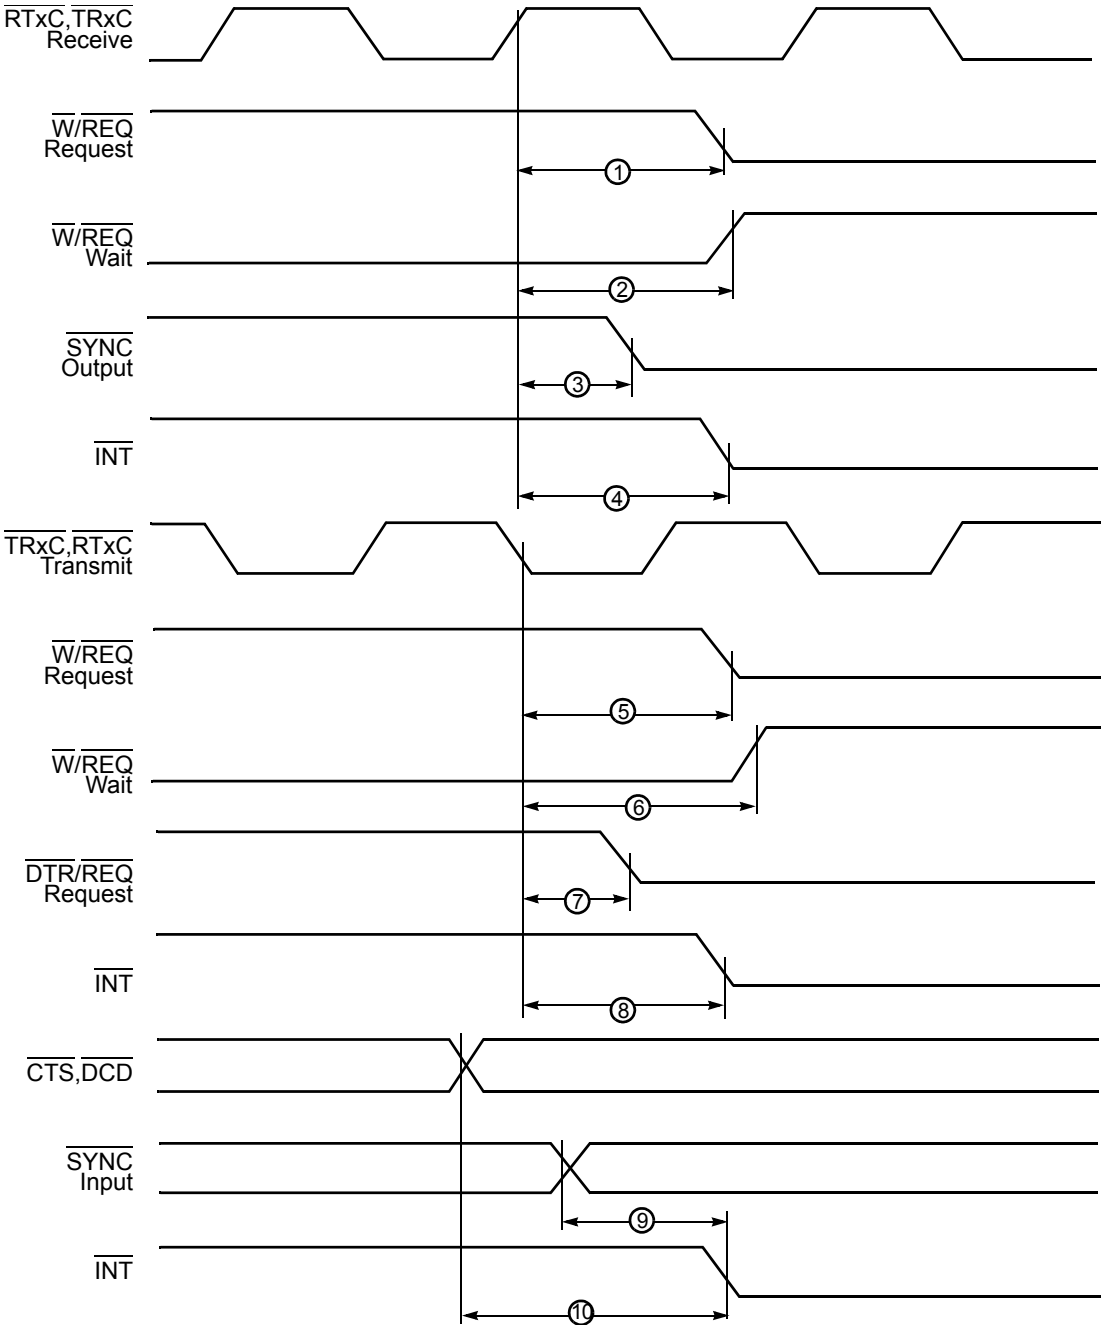 RTxC,TRxC
Receive
W/REQ
Request
1
W/REQ
Wait
2
SYNC
Output
3
INT
4
TRxC,RTxC
Transmit
W/REQ
Request
5
W/REQ
Wait
6
DTR/REQ
Request
7
INT
8
CTS,DCD
SYNC
Input
9
INT
10